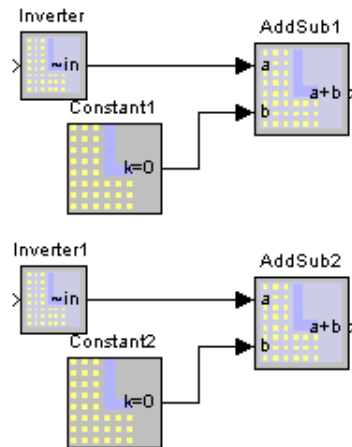 Inverter
AddSub1
~in
a
Constant1
a+b
b
k=0
Inverter1
AddSub2
~in
a
Constant2
a+b
b
k=0